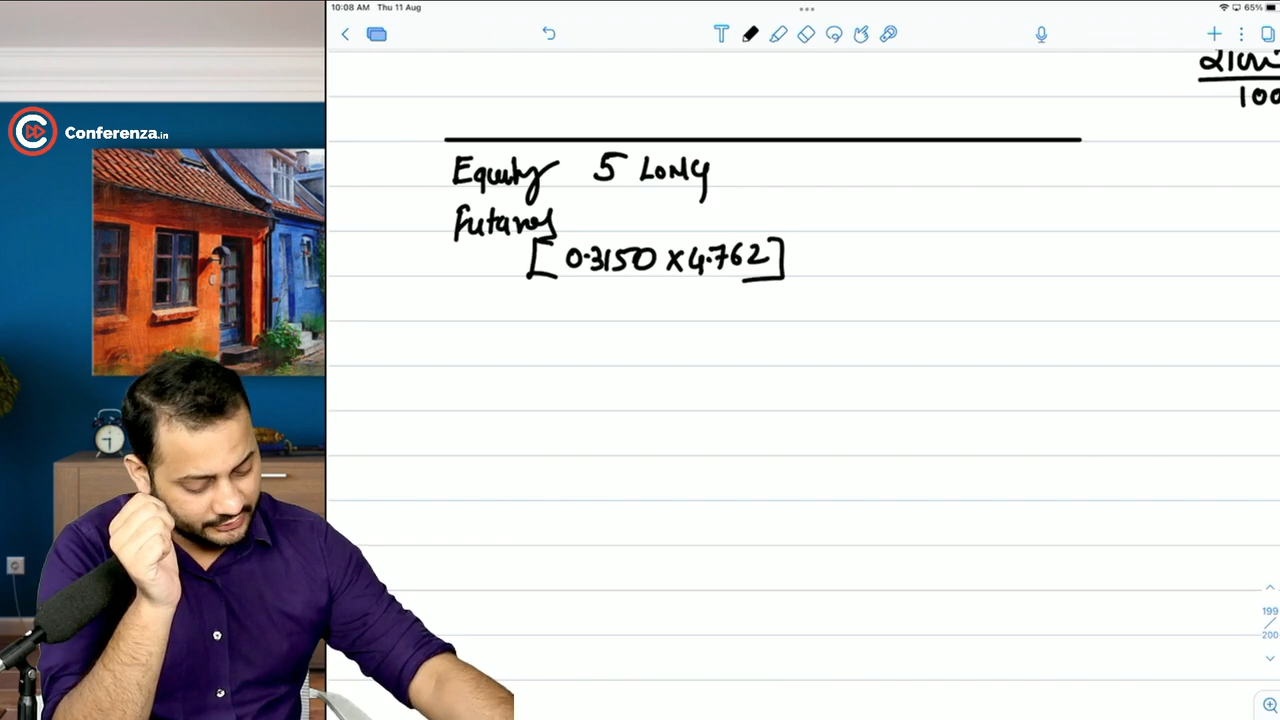 10:08 AM Thu 11 Aug
65%
T
100
Conferenza.in
Equity 5 Long
Futures
[0.3150 x 4.762]
199
200